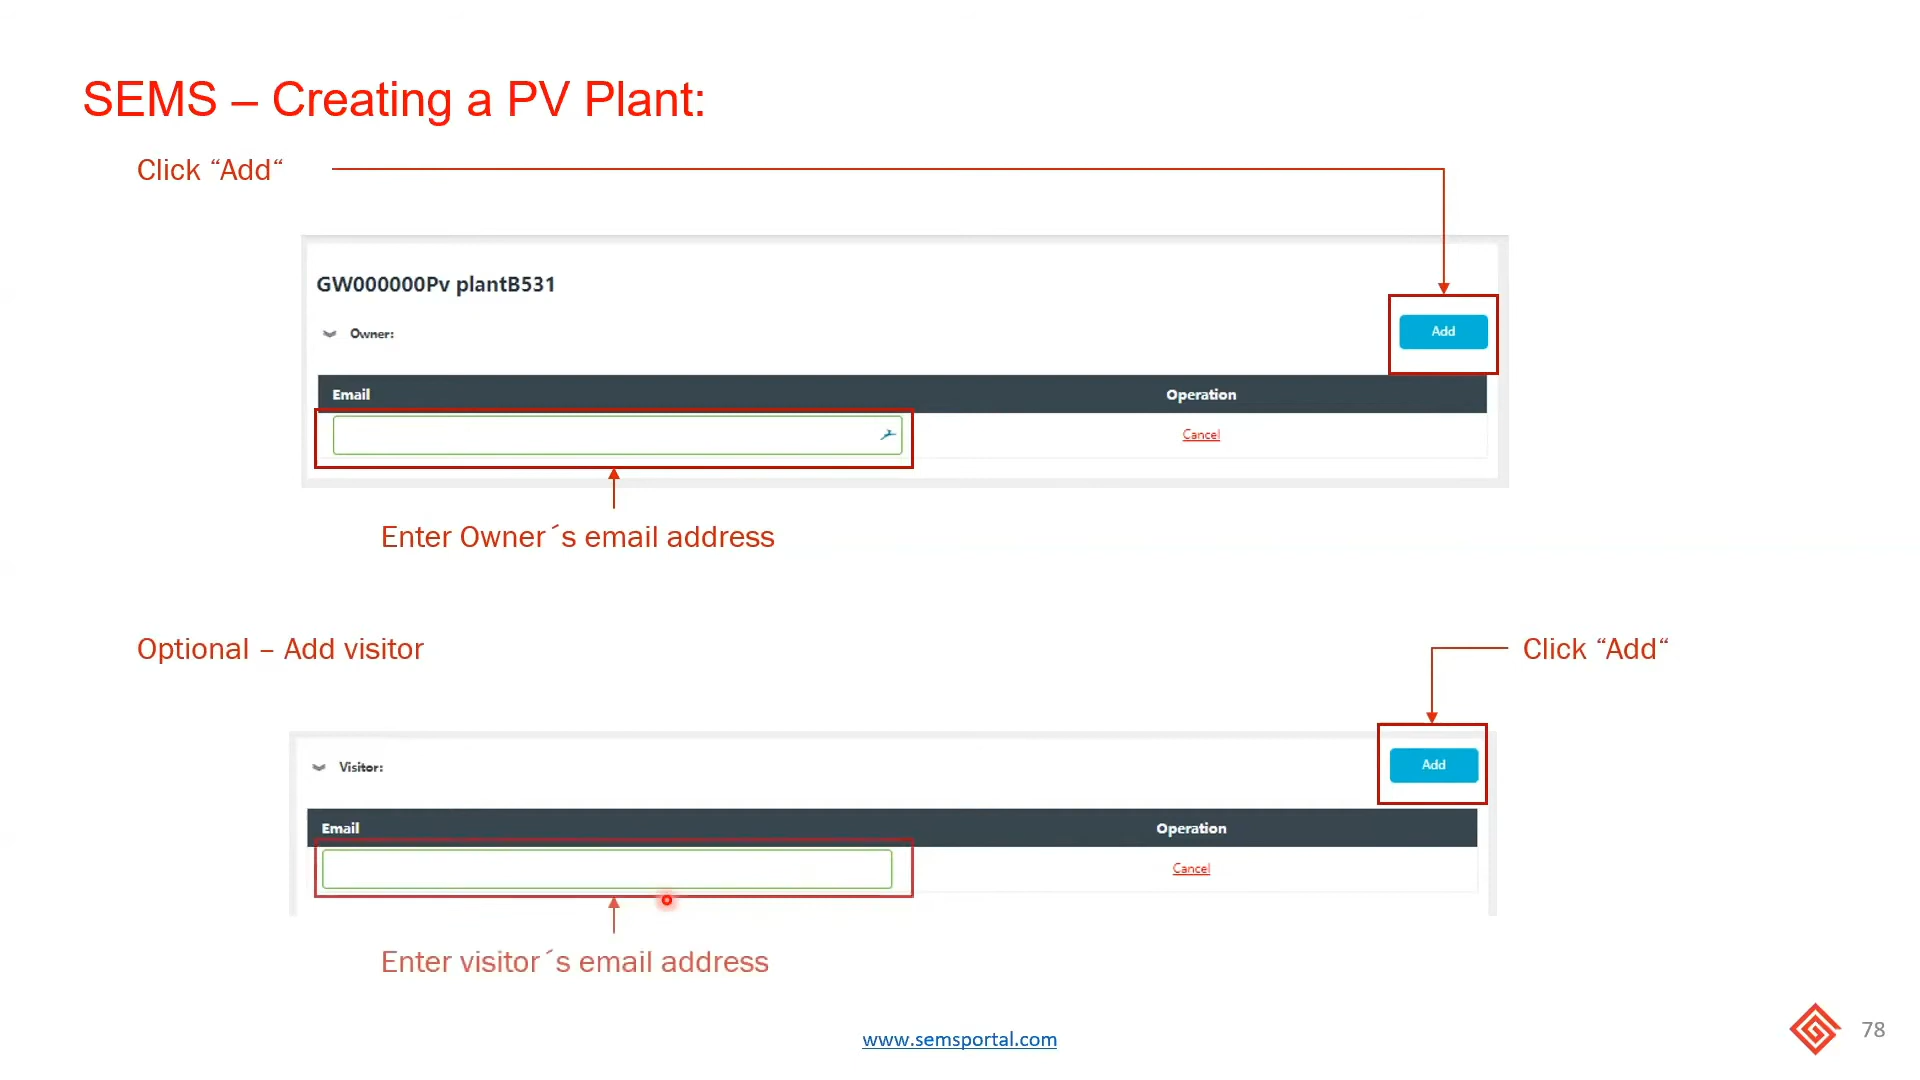 SEMS – Creating a PV Plant:
Click “Add“
GW000000Pv plantB531
Owner:
Add
Email Operation
Cancel
Enter Owner´s email address
Optional – Add visitor
Click “Add“
Visitor:
Add
Email Operation
Cancel
Enter visitor´s email address
www.semsportal.com
78